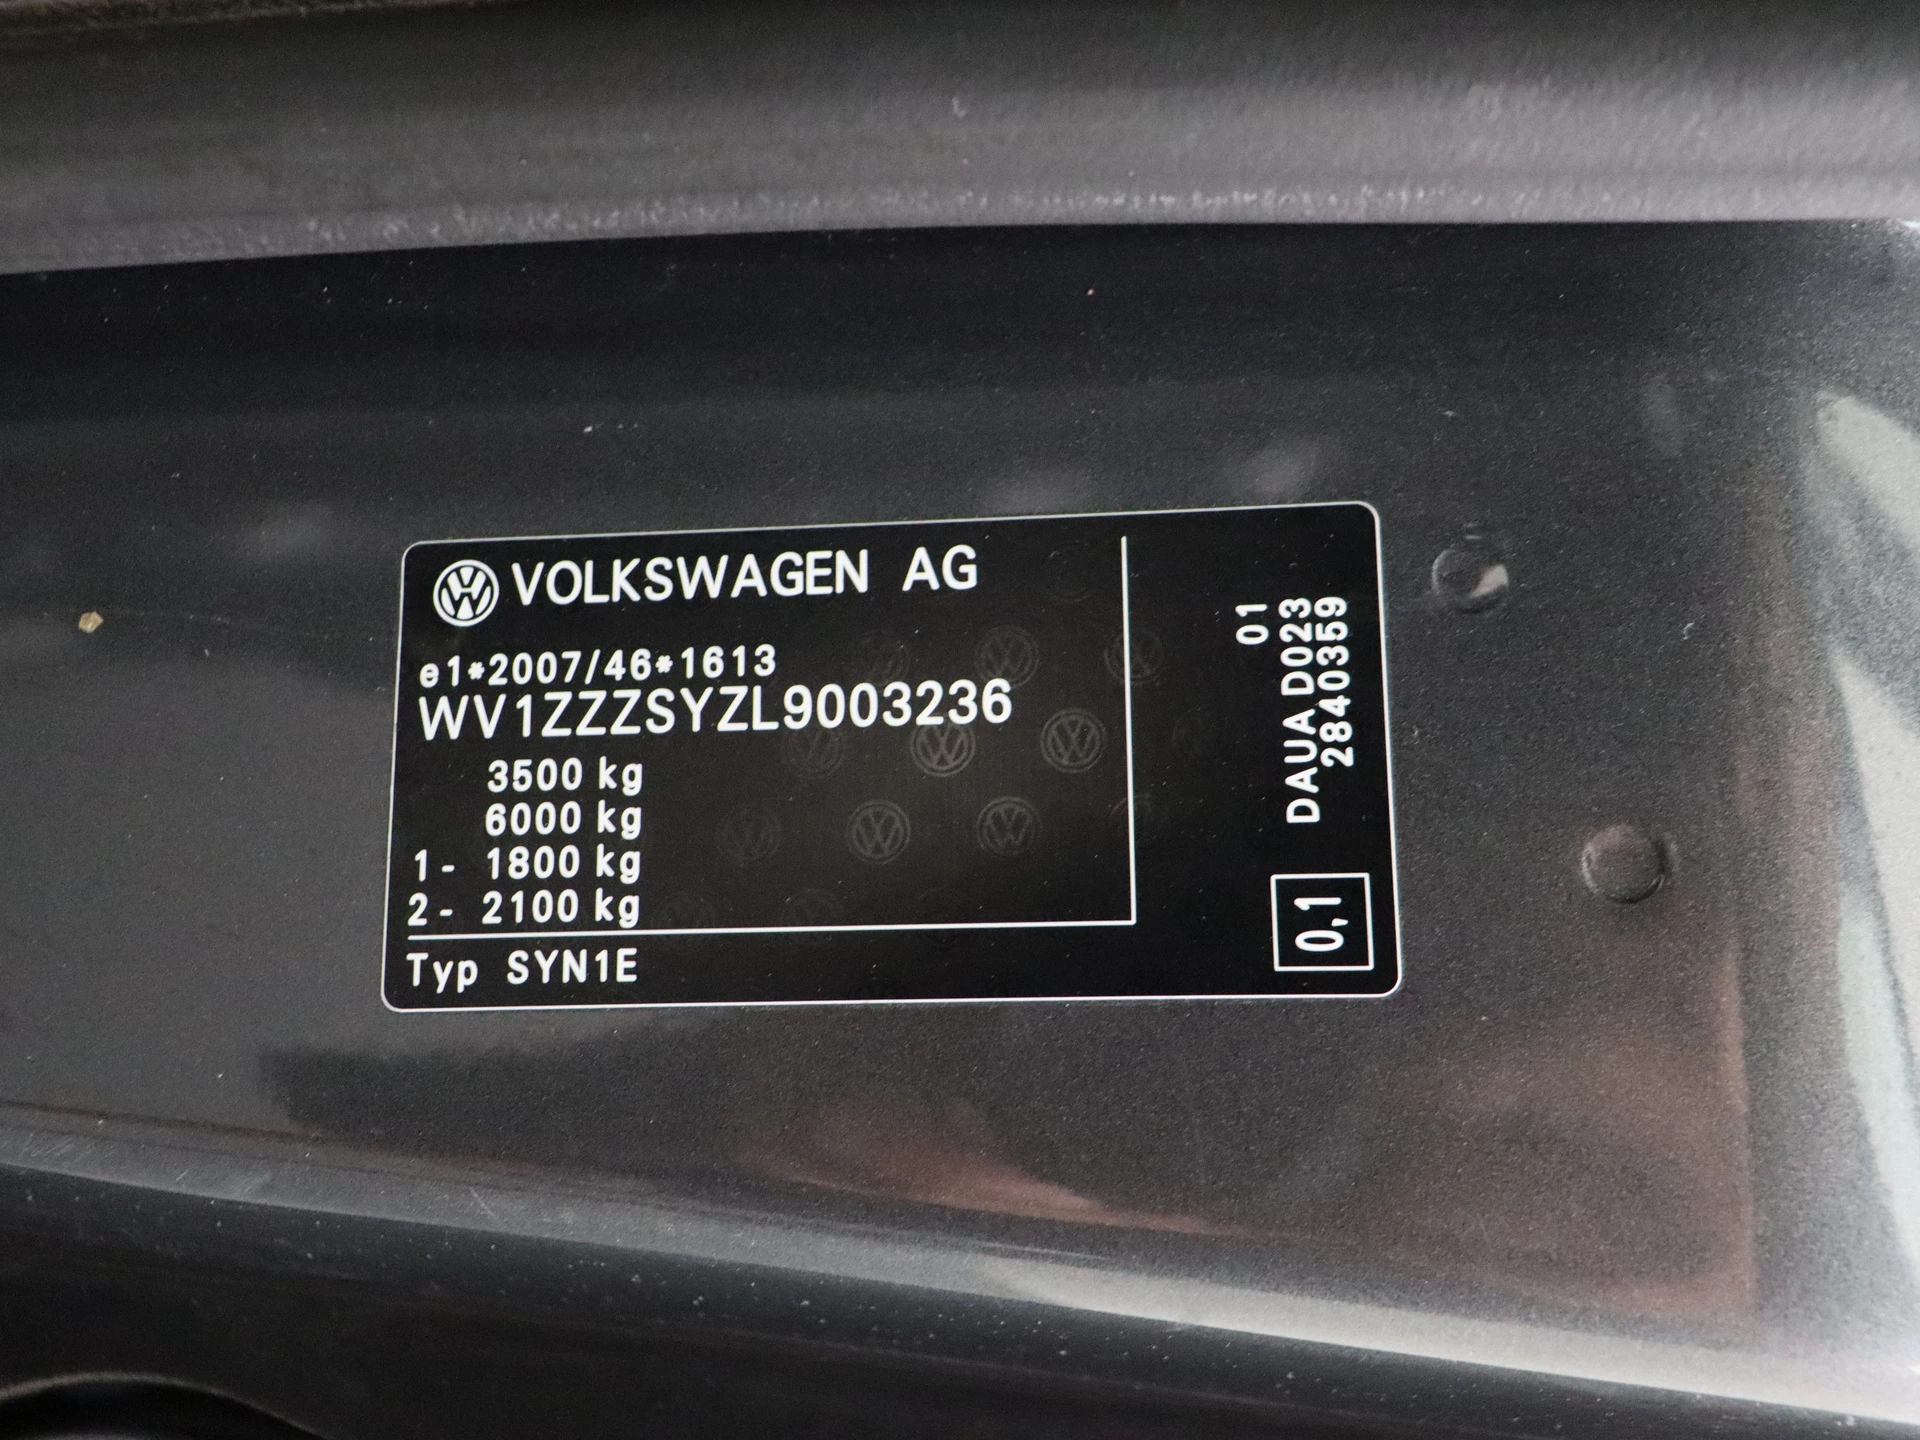 VOLKSWAGEN AG
e1*2007/46*1613
WV1ZZZSYZL9003236
3500 kg
6000 kg
1- 1800 kg
2- 2100 kg
Typ SYN1E
01
DAUA D023
28403359
0,1